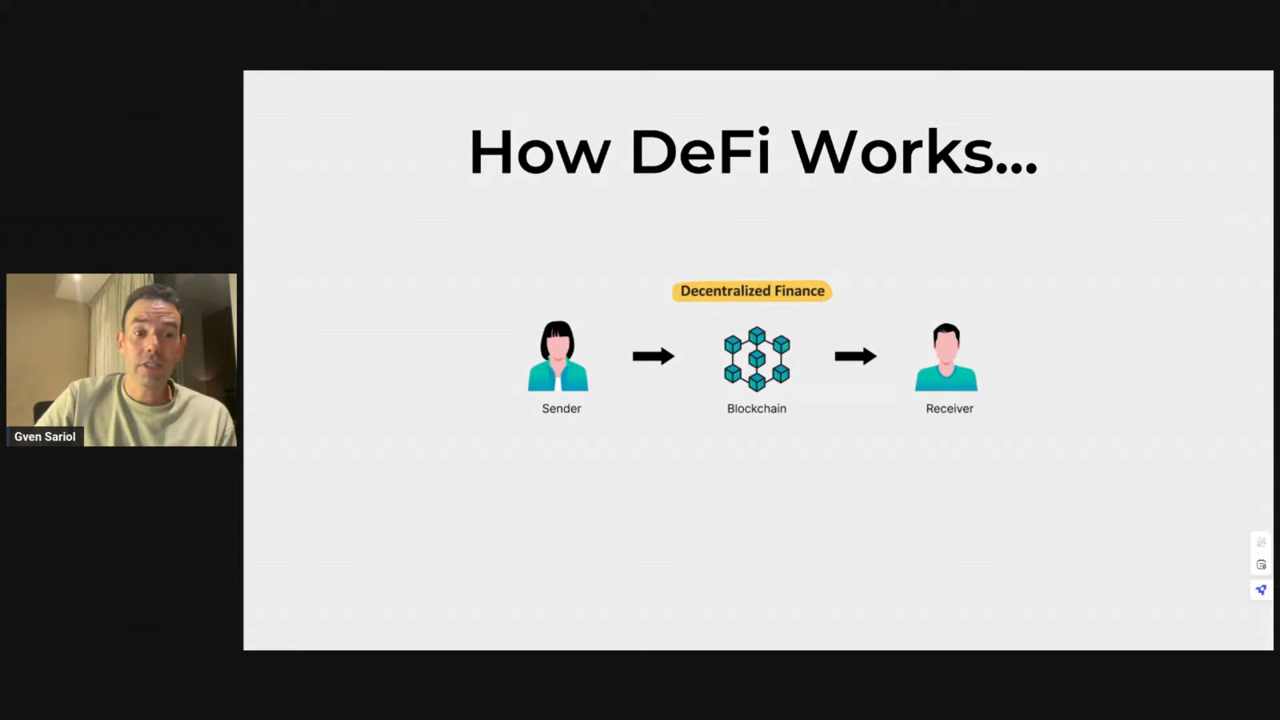 How DeFi Works...
Decentralized Finance
Sender
Blockchain
Receiver
Gven Sariol